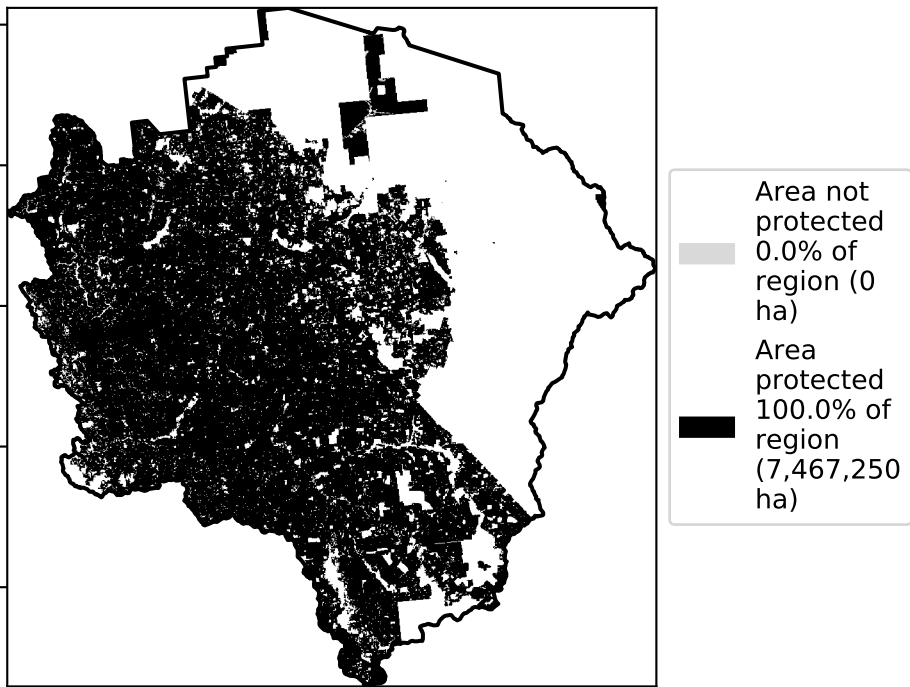 Area not
protected
0.0% of
region (0
ha)
Area
protected
100.0% of
region
(7,467,250
ha)